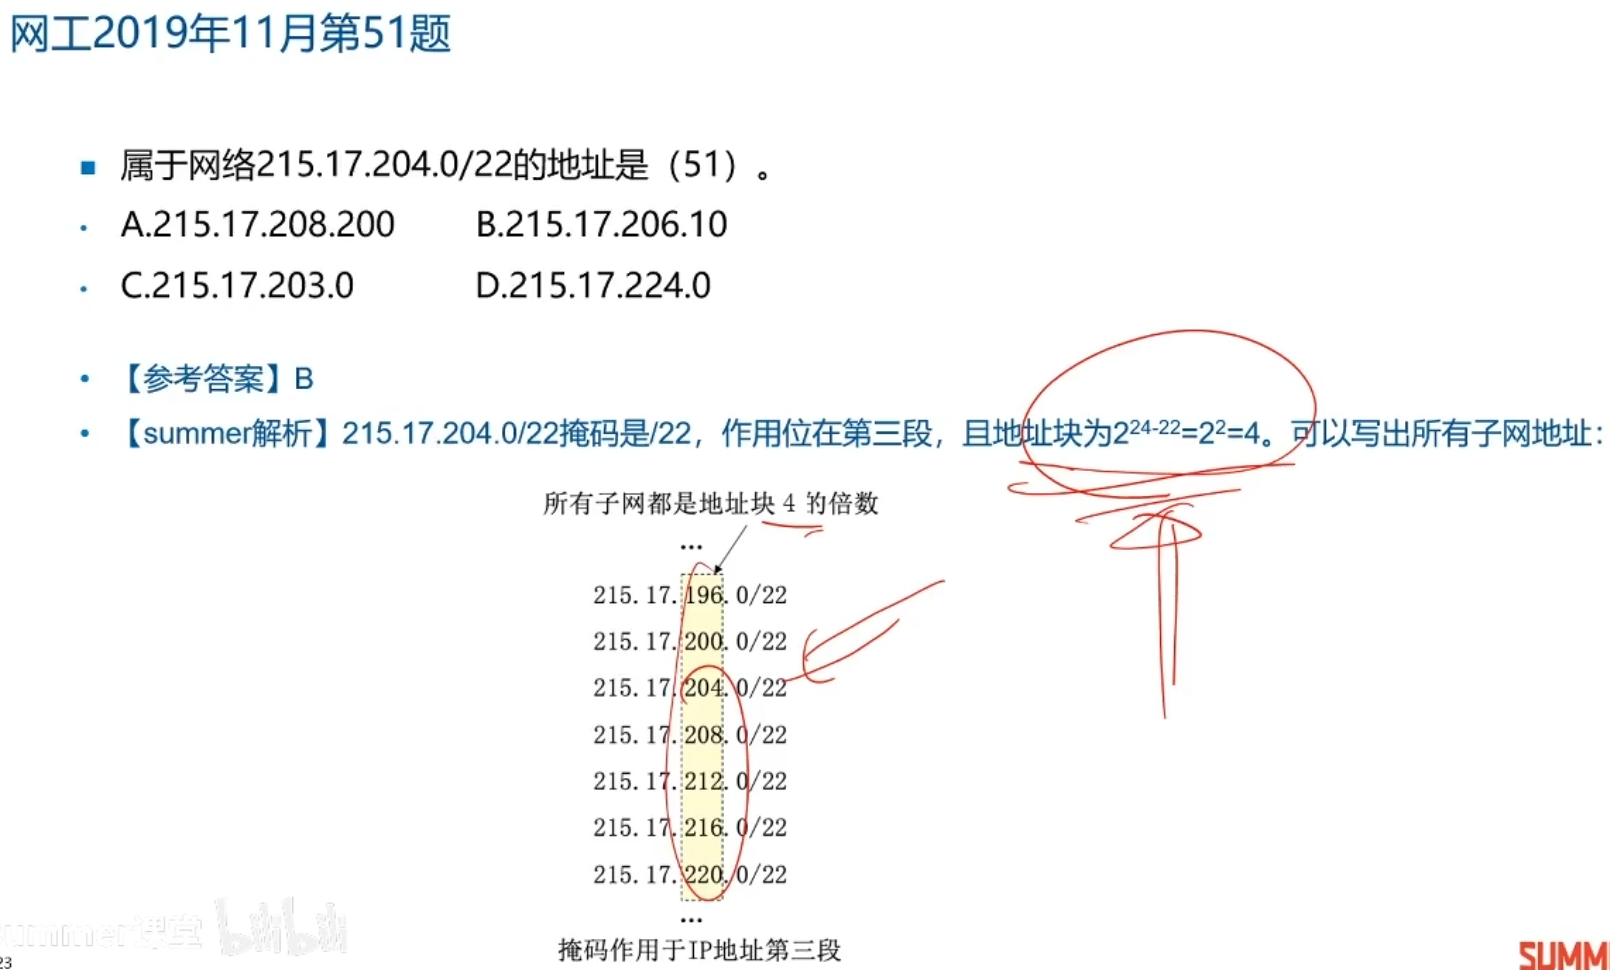 网工2019年11月第51题
属于网络215.17.204.0/22的地址是（51）。
A.215.17.208.200 B.215.17.206.10
C.215.17.203.0 D.215.17.224.0
【参考答案】B
【summer解析】215.17.204.0/22掩码是/22，作用位在第三段，且地址块为2²⁴⁻²²=2²=4。可以写出所有子网地址：
所有子网都是地址块 4 的倍数
...
215.17.196.0/22
215.17.200.0/22
215.17.204.0/22
215.17.208.0/22
215.17.212.0/22
215.17.216.0/22
215.17.220.0/22
...
掩码作用于IP地址第三段
summer课堂 bilibili
23
SUMM